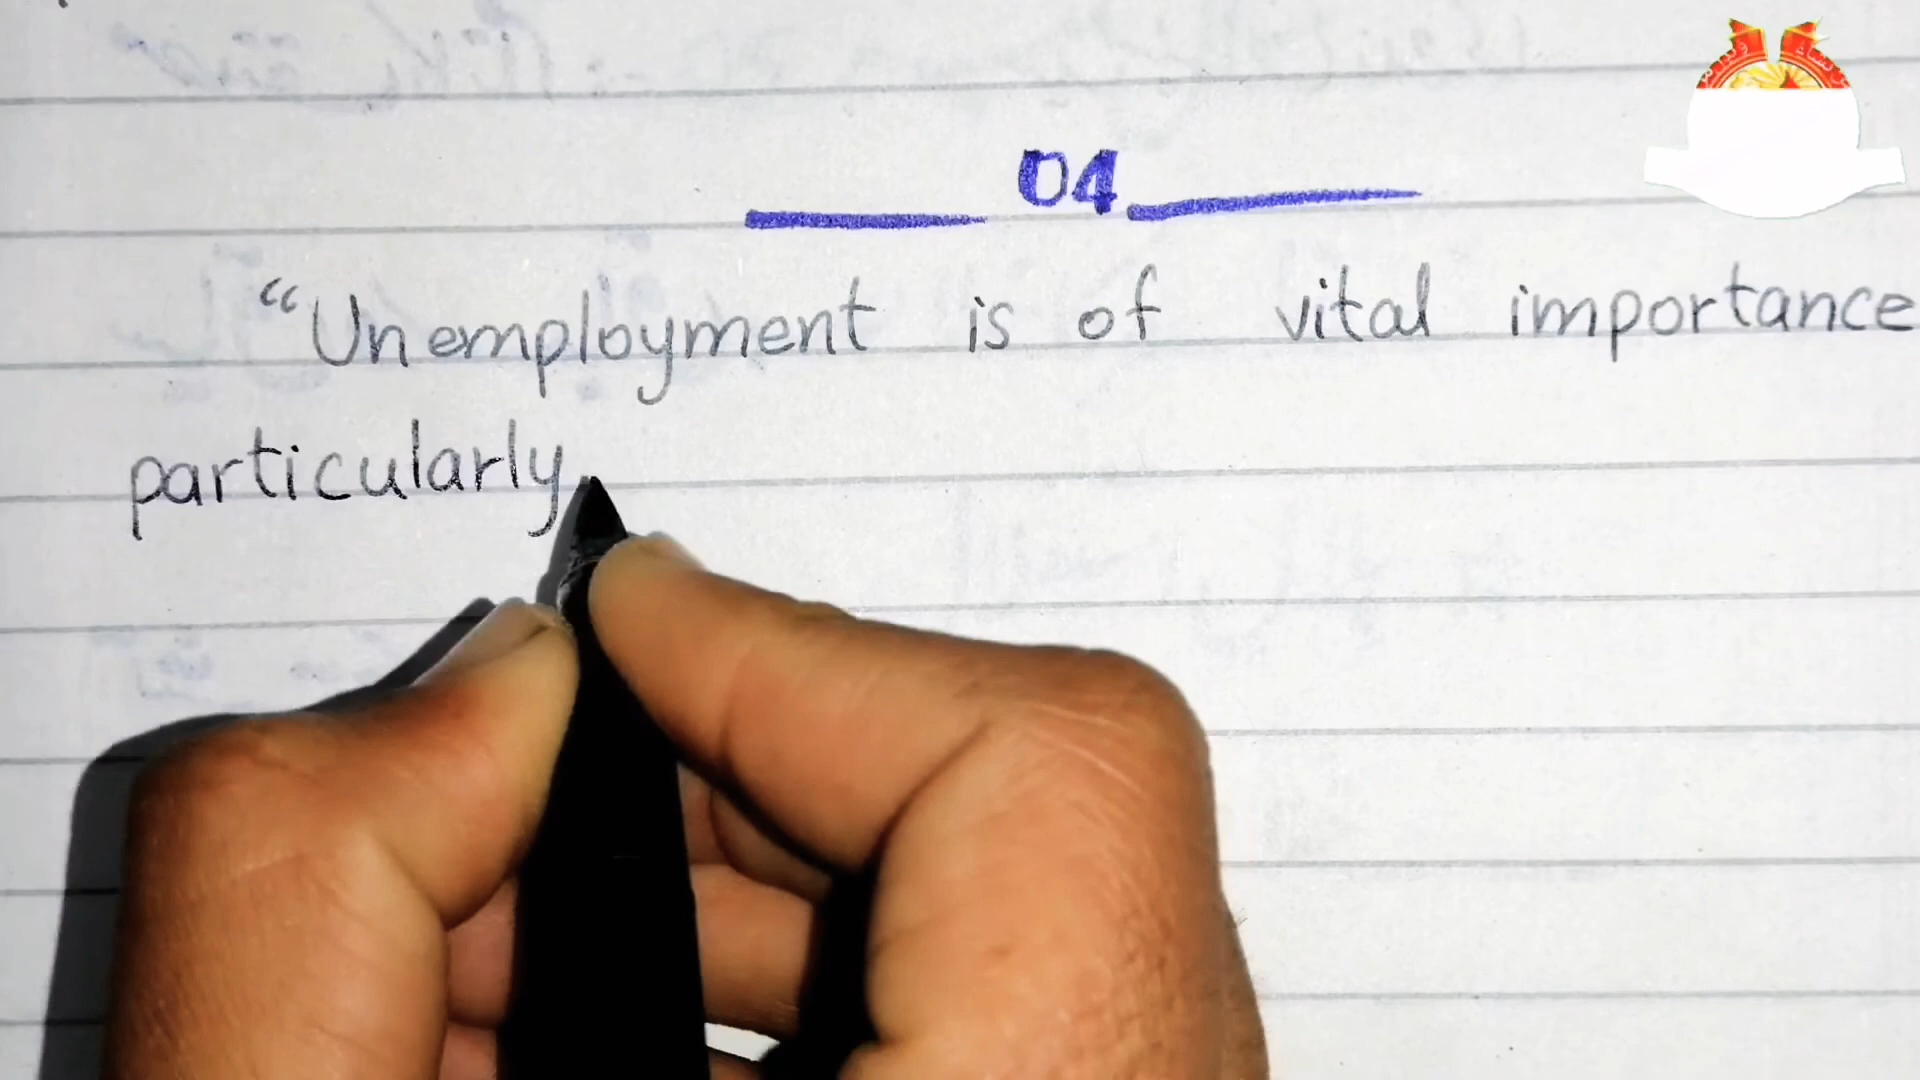 04
“Unemployment is of vital importance
particularly